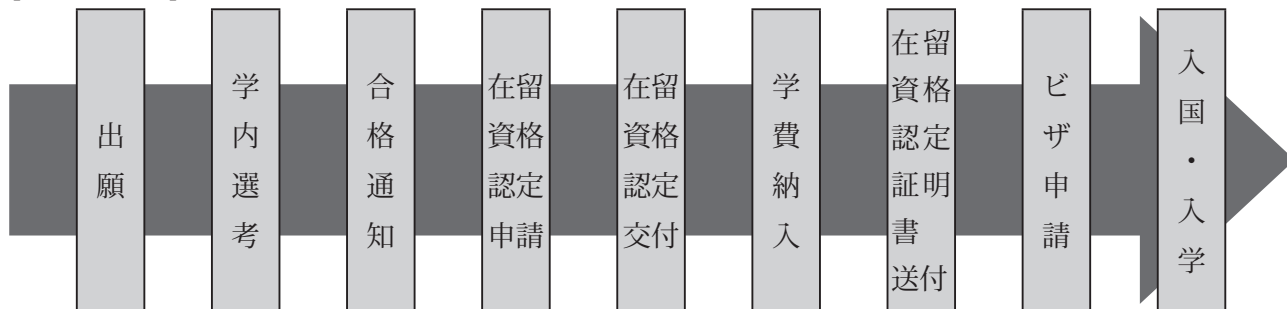 出願
学内選考
合格通知
在留資格認定申請
在留資格認定交付
学費納入
在留資格認定証明書送付
ビザ申請
入国・入学